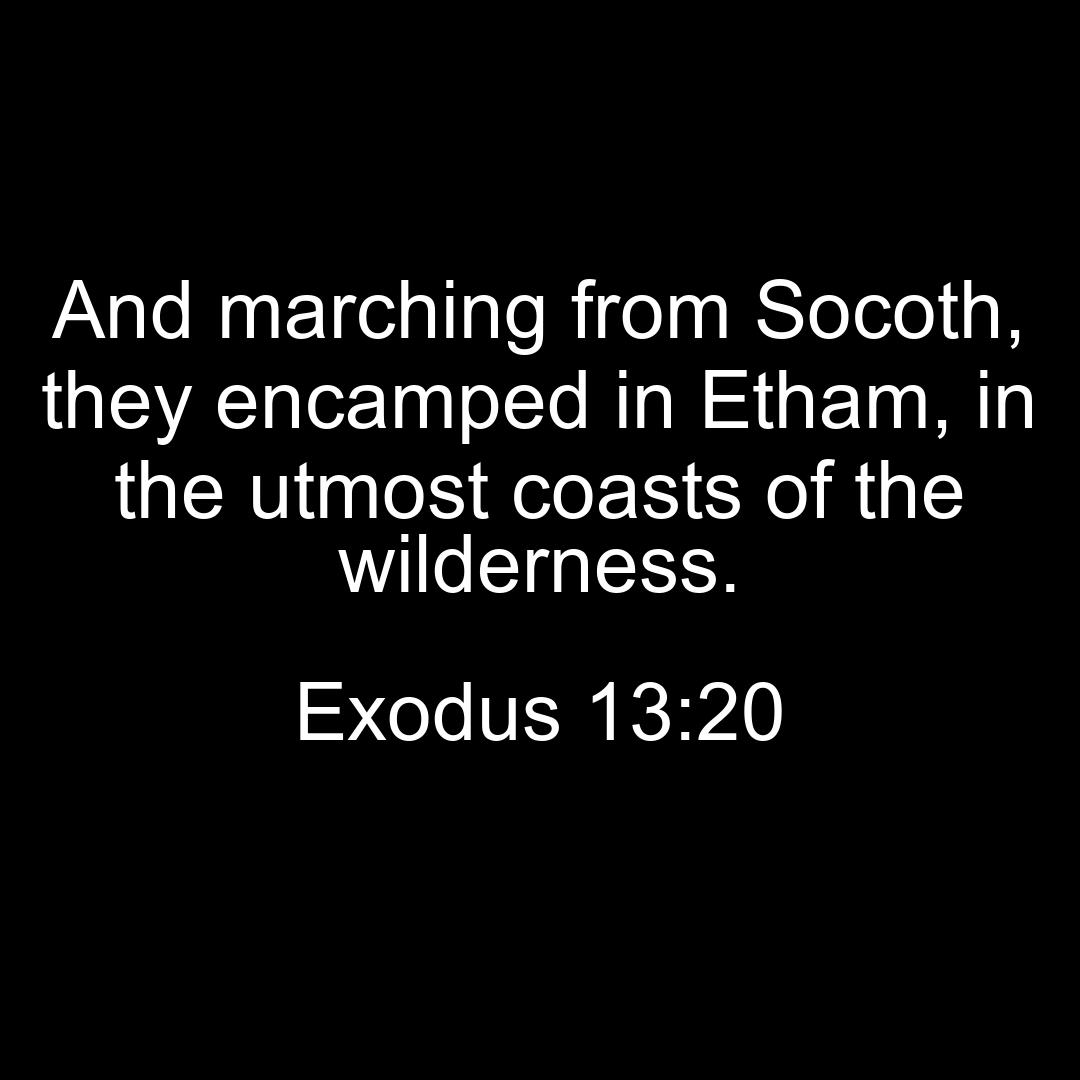 And marching from Socoth,
they encamped in Etham, in
the utmost coasts of the
wilderness.
Exodus 13:20